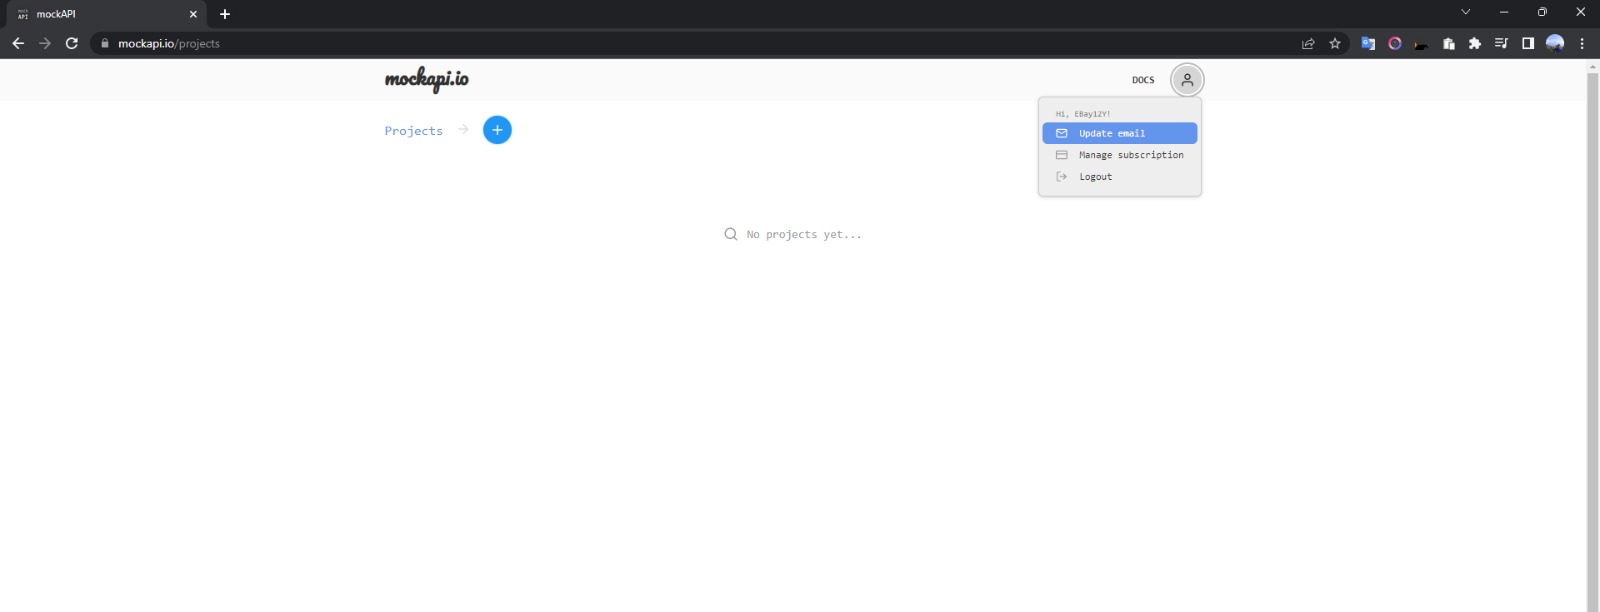 mockAPI
mockapi.io/projects
mockapi.io
DOCS
Hi, EBay12Y!
Projects
Update email
Manage subscription
Logout
No projects yet...